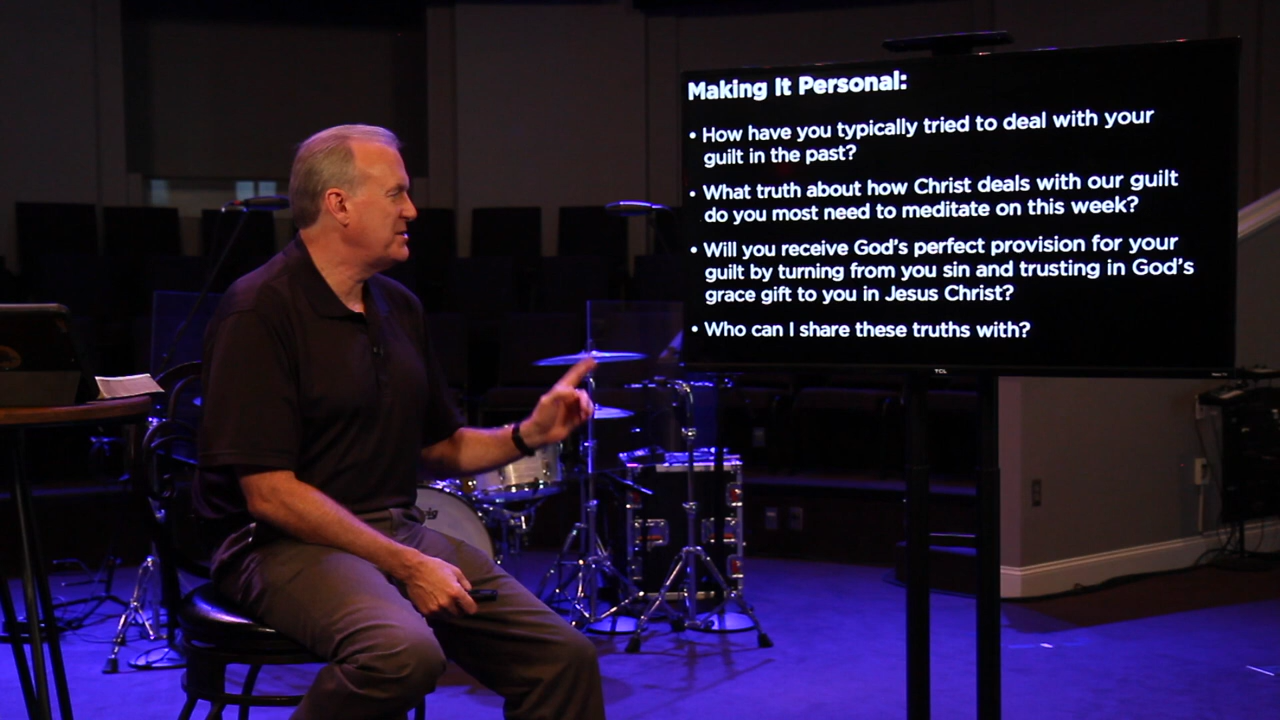 Making It Personal:
• How have you typically tried to deal with your
guilt in the past?
• What truth about how Christ deals with our guilt
do you most need to meditate on this week?
• Will you receive God's perfect provision for your
guilt by turning from you sin and trusting in God's
grace gift to you in Jesus Christ?
• Who can I share these truths with?
TCL